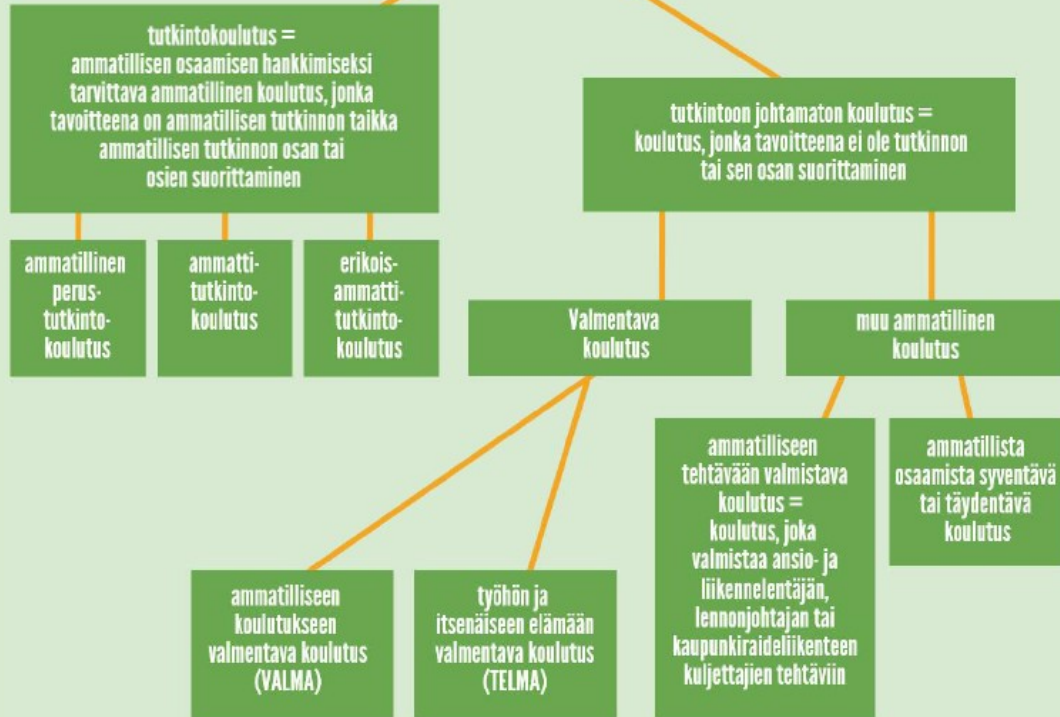 tutkintokoulutus =
ammatillisen osaamisen hankkimiseksi
tarvittava ammatillinen koulutus, jonka
tavoitteena on ammatillisen tutkinnon taikka
ammatillisen tutkinnon osan tai
osien suorittaminen
tutkintoon johtamaton koulutus =
koulutus, jonka tavoitteena ei ole tutkinnon
tai sen osan suorittaminen
ammatillinen
perus-
tutkinto-
koulutus
ammatti-
tutkinto-
koulutus
erikois-
ammatti-
tutkinto-
koulutus
Valmentava
koulutus
muu ammatillinen
koulutus
ammatilliseen
tehtävään valmistava
koulutus =
koulutus, joka
valmistaa ansio- ja
liikennelentäjän,
lennonjohtajan tai
kaupunkiraideliikenteen
kuljettajien tehtäviin
ammatillista
osaamista syventävä
tai täydentävä
koulutus
ammatilliseen
koulutukseen
valmentava koulutus
(VALMA)
työhön ja
itsenäiseen elämään
valmentava koulutus
(TELMA)